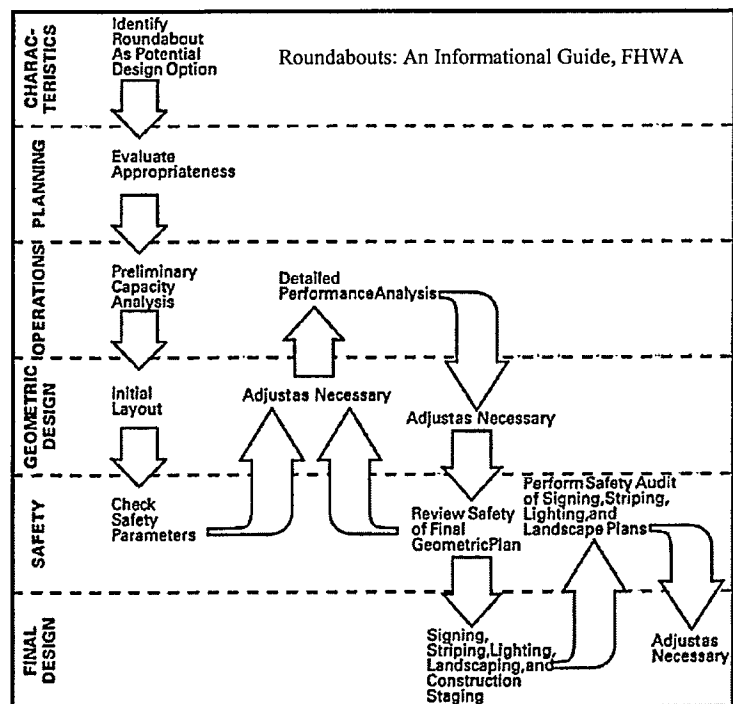 CHARAC-
TERISTICS
Identify
Roundabout
As Potential
Design Option
Roundabouts: An Informational Guide, FHWA
PLANNING
Evaluate
Appropriateness
OPERATIONS
Preliminary
Capacity
Analysis
Detailed
PerformanceAnalysis
GEOMETRIC
DESIGN
Initial
Layout
Adjustas Necessary
Adjustas Necessary
SAFETY
Check
Safety
Parameters
Review Safety
of Final
GeometricPlan
Perform Safety Audit
of Signing,Striping,
Lighting,and
Landscape Plans
FINAL
DESIGN
Signing,
Striping,Lighting,
Landscaping,and
Construction
Staging
Adjustas
Necessary